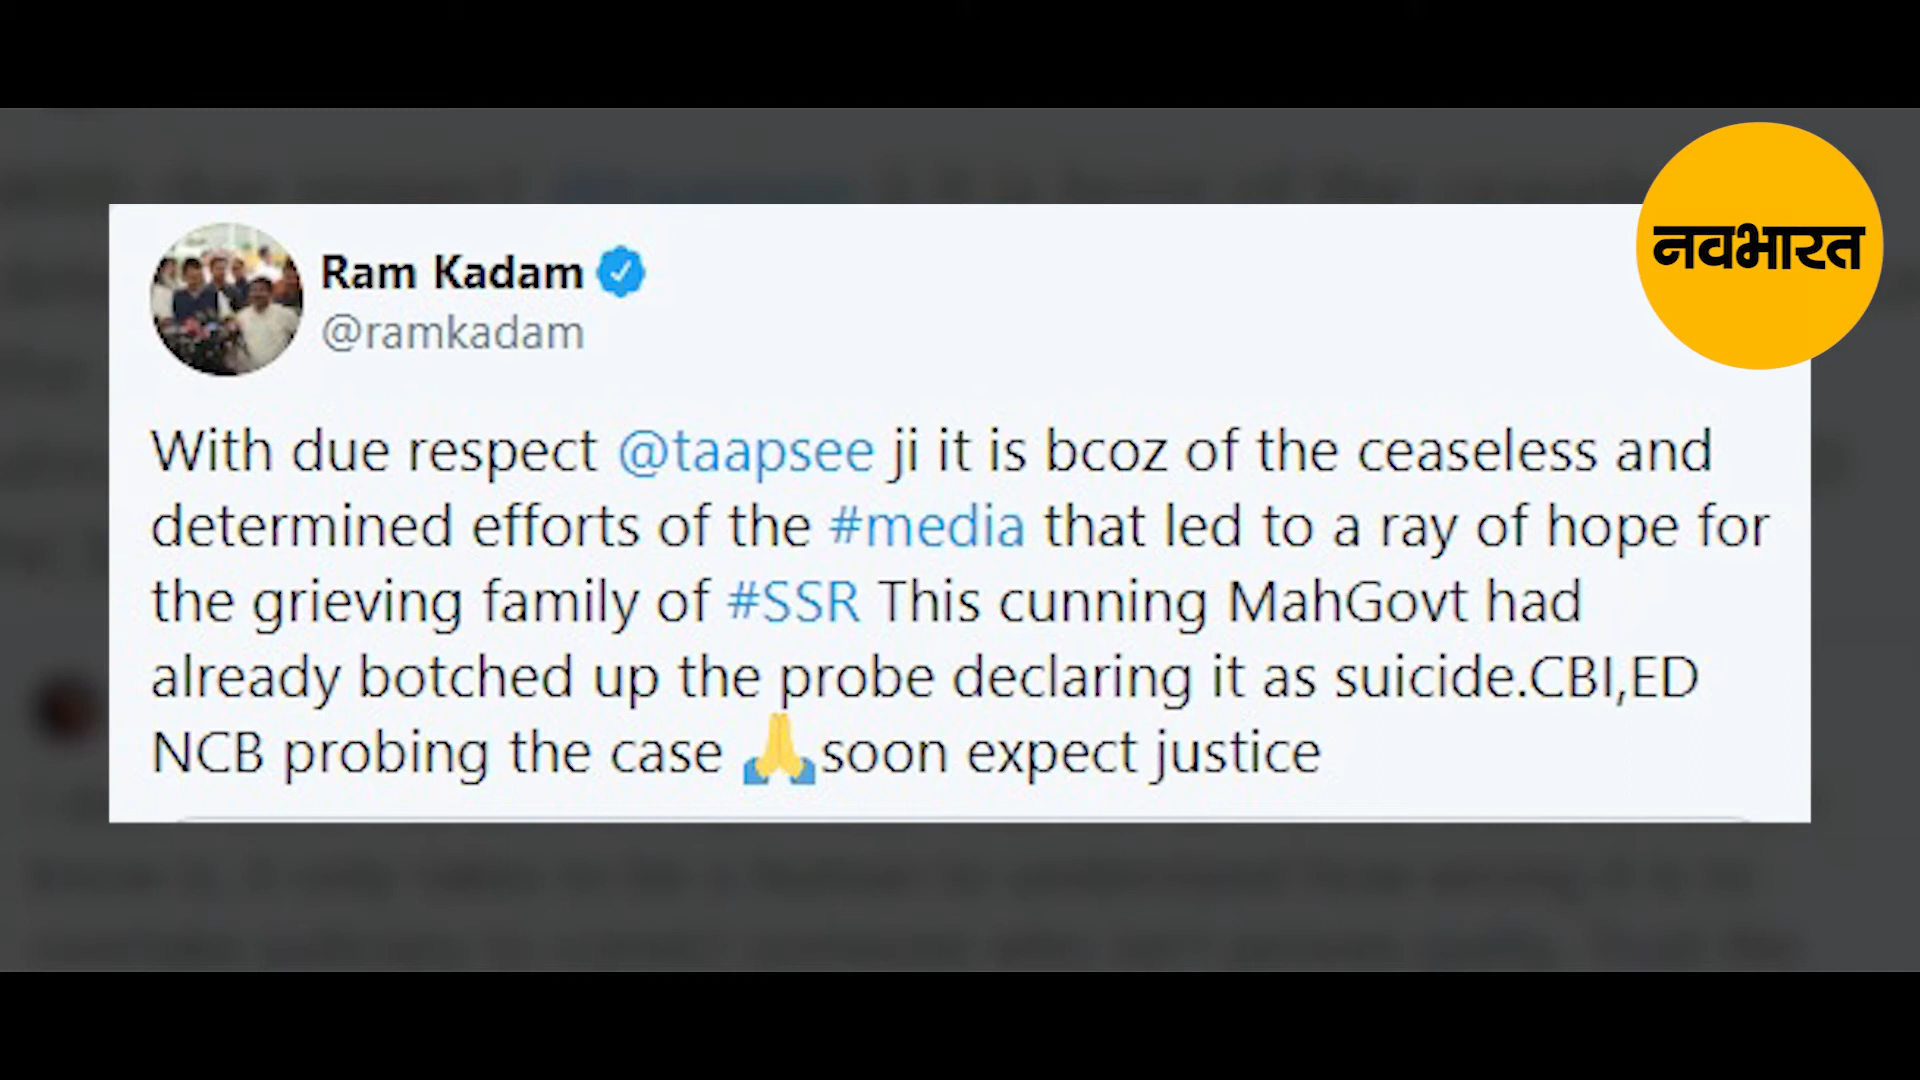 नवभारत
Ram Kadam
@ramkadam
With due respect @taapsee ji it is bcoz of the ceaseless and
determined efforts of the #media that led to a ray of hope for
the grieving family of #SSR This cunning MahGovt had
already botched up the probe declaring it as suicide.CBI,ED
NCB probing the case 🙏soon expect justice